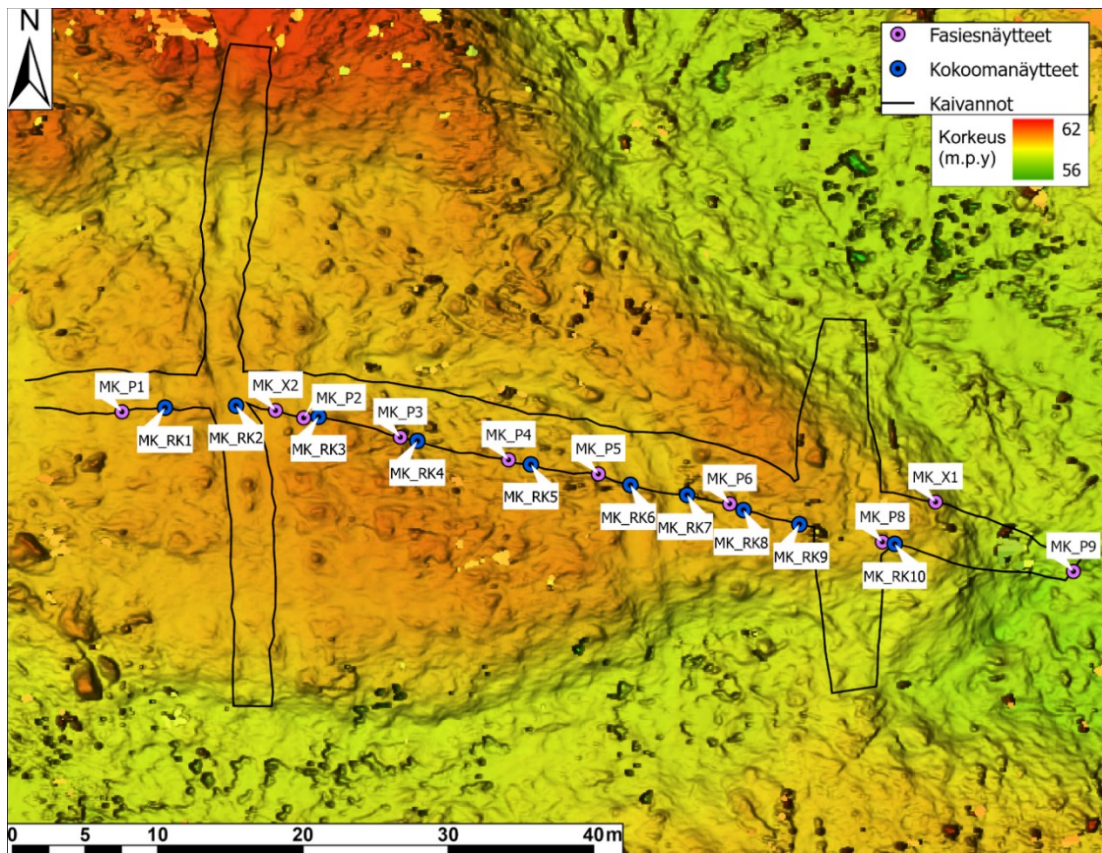 N
Fasiesnäytteet
Kokoomanäytteet
Kaivannot
Korkeus
(m.p.y)
62
56
MK_P1
MK_X2
MK_P2
MK_P3
MK_P4
MK_P5
MK_P6
MK_X1
MK_P8
MK_P9
MK_RK1
MK_RK2
MK_RK3
MK_RK4
MK_RK5
MK_RK6
MK_RK7
MK_RK8
MK_RK9
MK_RK10
0 5 10 20 30 40 m